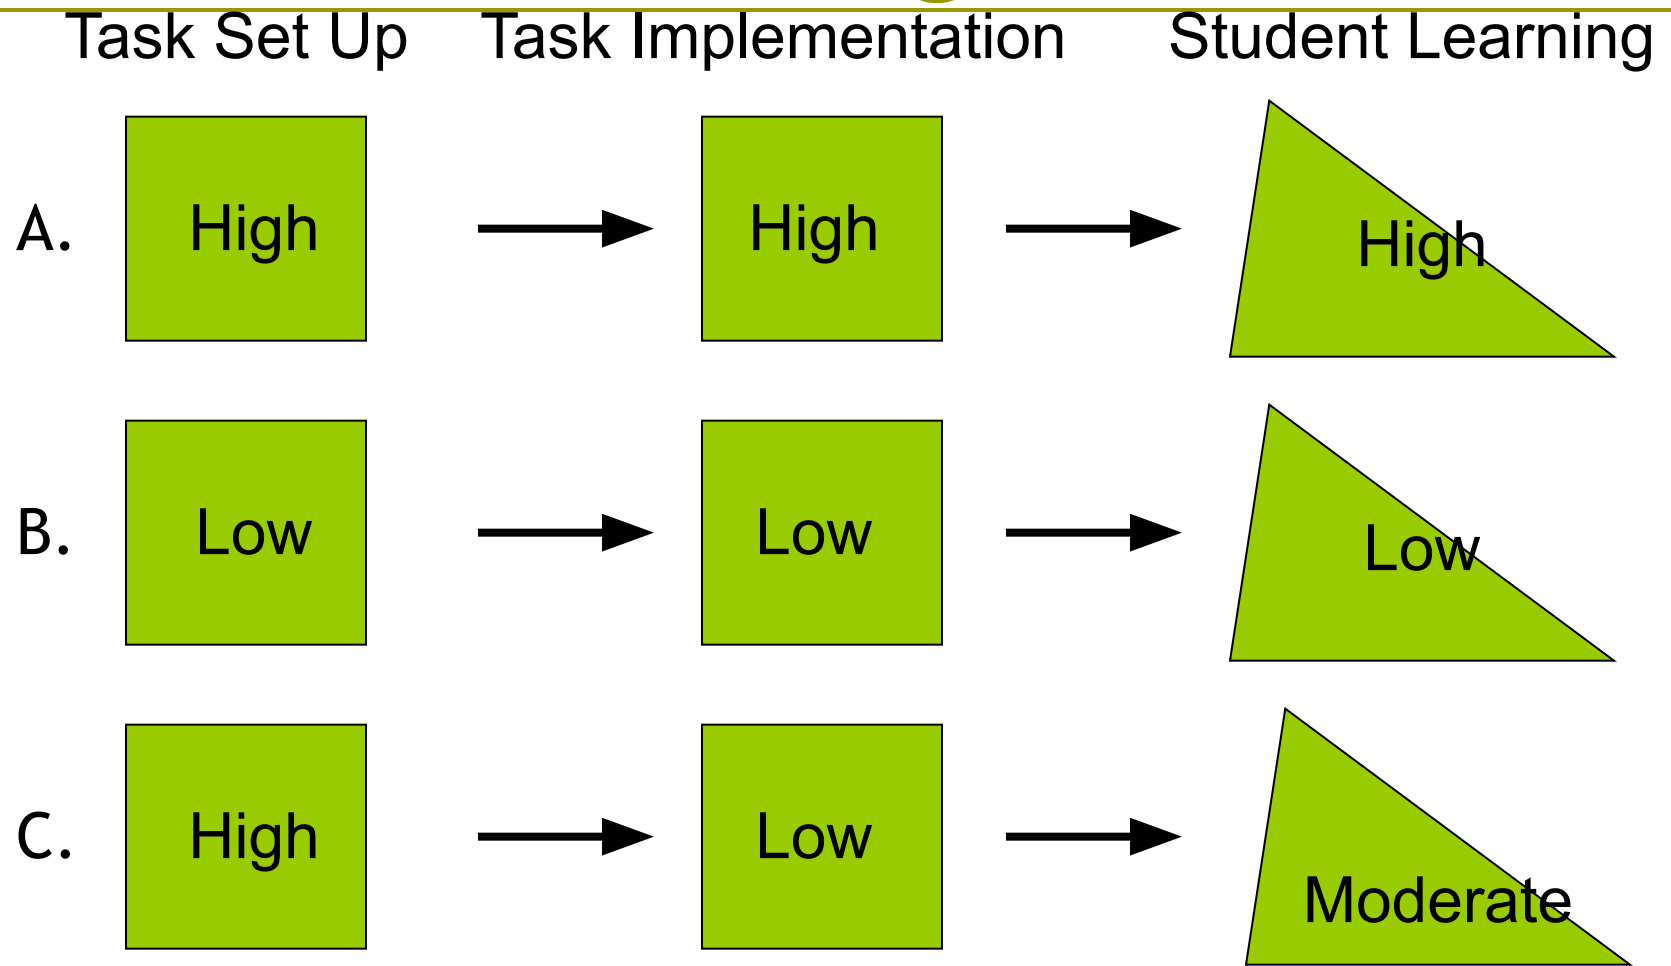 Task Set Up Task Implementation Student Learning
A. High High High
B. Low Low Low
C. High Low Moderate